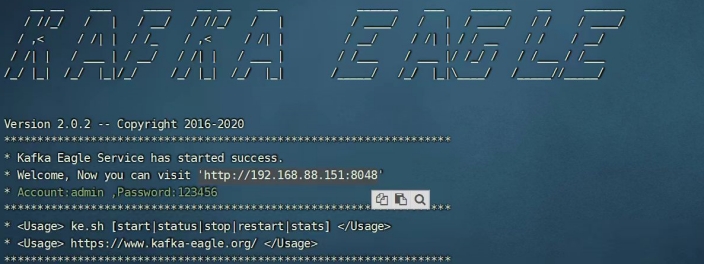 KAFKA EAGLE
Version 2.0.2 -- Copyright 2016-2020
*******************************************************************
* Kafka Eagle Service has started success.
* Welcome, Now you can visit 'http://192.168.88.151:8048'
* Account:admin ,Password:123456
*******************************************************************
* <Usage> ke.sh [start|status|stop|restart|stats] </Usage>
* <Usage> https://www.kafka-eagle.org/ </Usage>
*******************************************************************